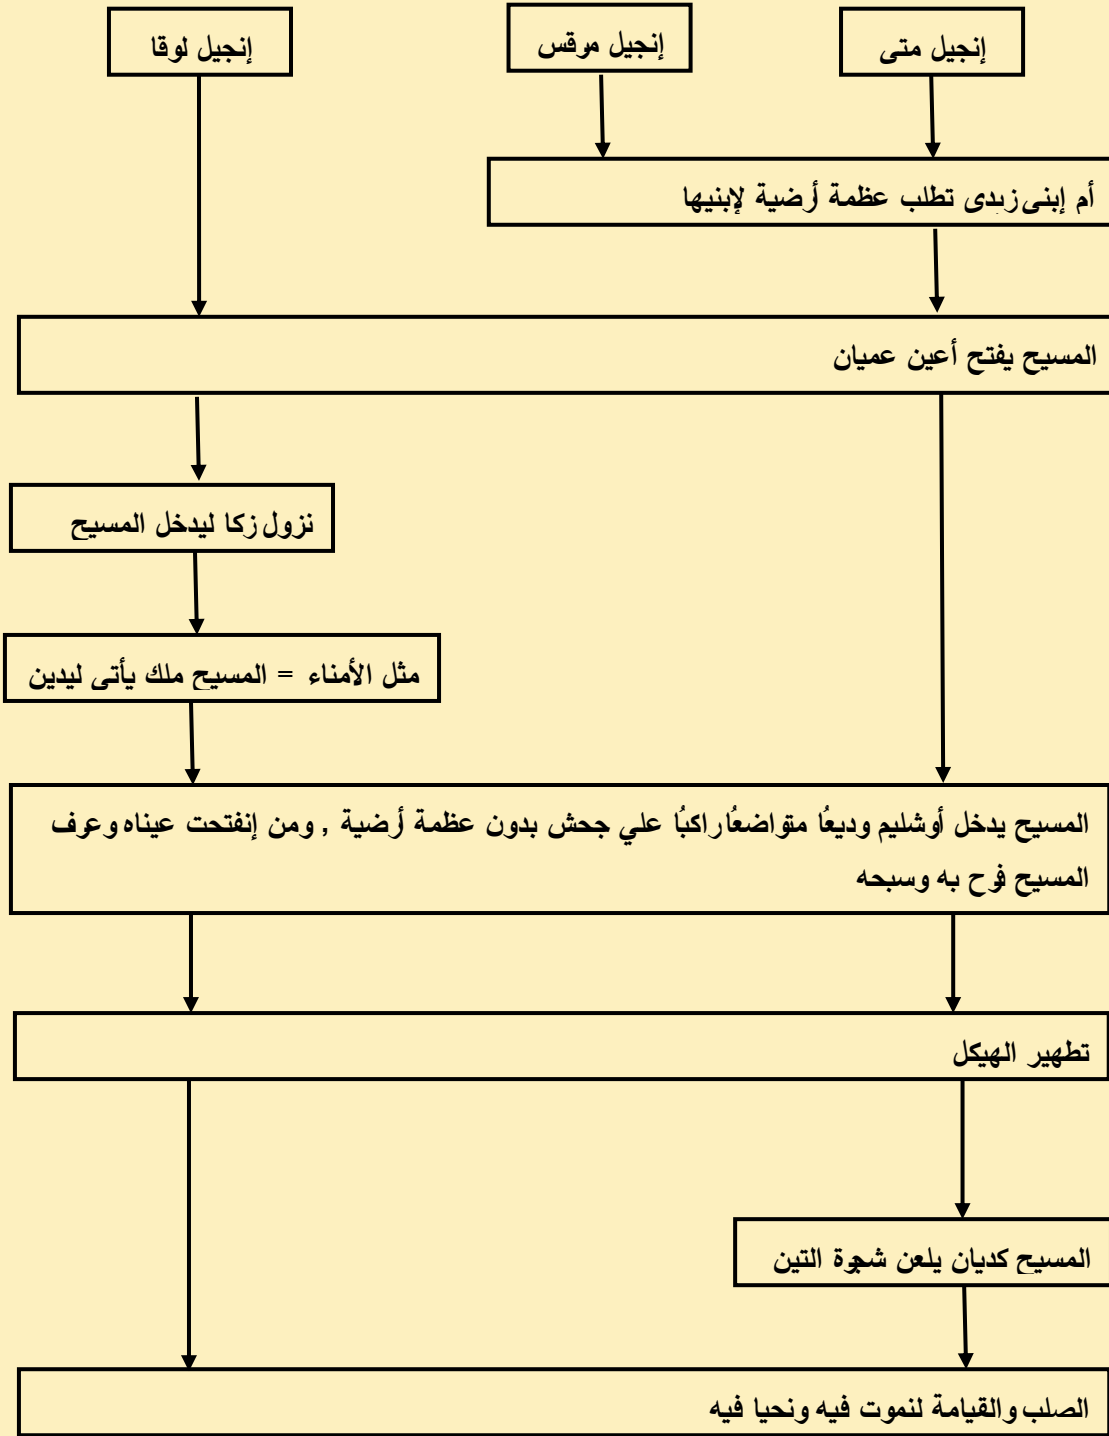 إنجيل متى
إنجيل مرقس
إنجيل لوقا
أم إبنى زبدى تطلب عظمة أرضية لإبنيها
المسيح يفتح أعين عميان
نزول زكا ليدخل المسيح
مثل الأمناء = المسيح ملك يأتى ليدين
المسيح يدخل أوشليم وديعُا متواضعُا راكبُا علي جحش بدون عظمة أرضية , ومن إنفتحت عيناه وعرف
المسيح فرح به وسبحه
تطهير الهيكل
المسيح كديان يلعن شجرة التين
الصلب والقيامة لنموت فيه ونحيا فيه